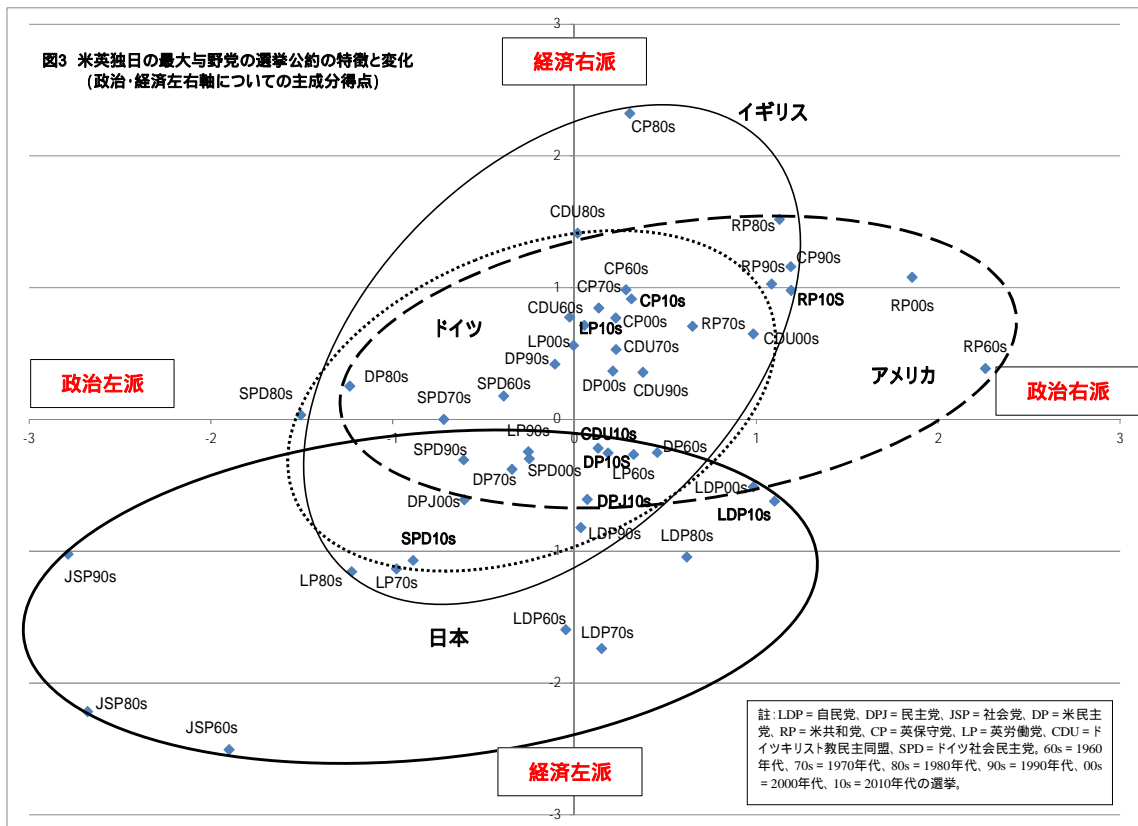 3
図3 米英独日の最大与野党の選挙公約の特徴と変化
(政治・経済左右軸についての主成分得点)
経済右派
イギリス
CP80s
2
CDU80s
RP80s
CP60s
RP90s
CP90s
1
CP70s
CP10s
RP10S
RP00s
CDU60s
ドイツ
LP10s
CP00s
RP70s
CDU00s
LP00s
CDU70s
RP60s
DP90s
アメリカ
政治左派
DP80s
SPD60s
DP00s
CDU90s
政治右派
SPD80s
SPD70s
-3
-2
-1
0
0
1
2
3
LP90s
CDU10s
SPD90s
DP10S
DP60s
DP70s
SPD00s
LP60s
DPJ00s
DPJ10s
LDP00s
LDP10s
SPD10s
LDP90s
LDP80s
-1
JSP90s
LP80s
LP70s
LDP60s
日本
LDP70s
-2
JSP80s
JSP60s
註：LDP = 自民党、DPJ = 民主党、JSP = 社会党、DP = 米民主
党、RP = 米共和党、CP = 英保守党、LP = 英労働党、CDU = ド
イツキリスト教民主同盟、SPD = ドイツ社会民主党。60s = 1960
年代、70s = 1970年代、80s = 1980年代、90s = 1990年代、00s
= 2000年代、10s = 2010年代の選挙。
経済左派
-3